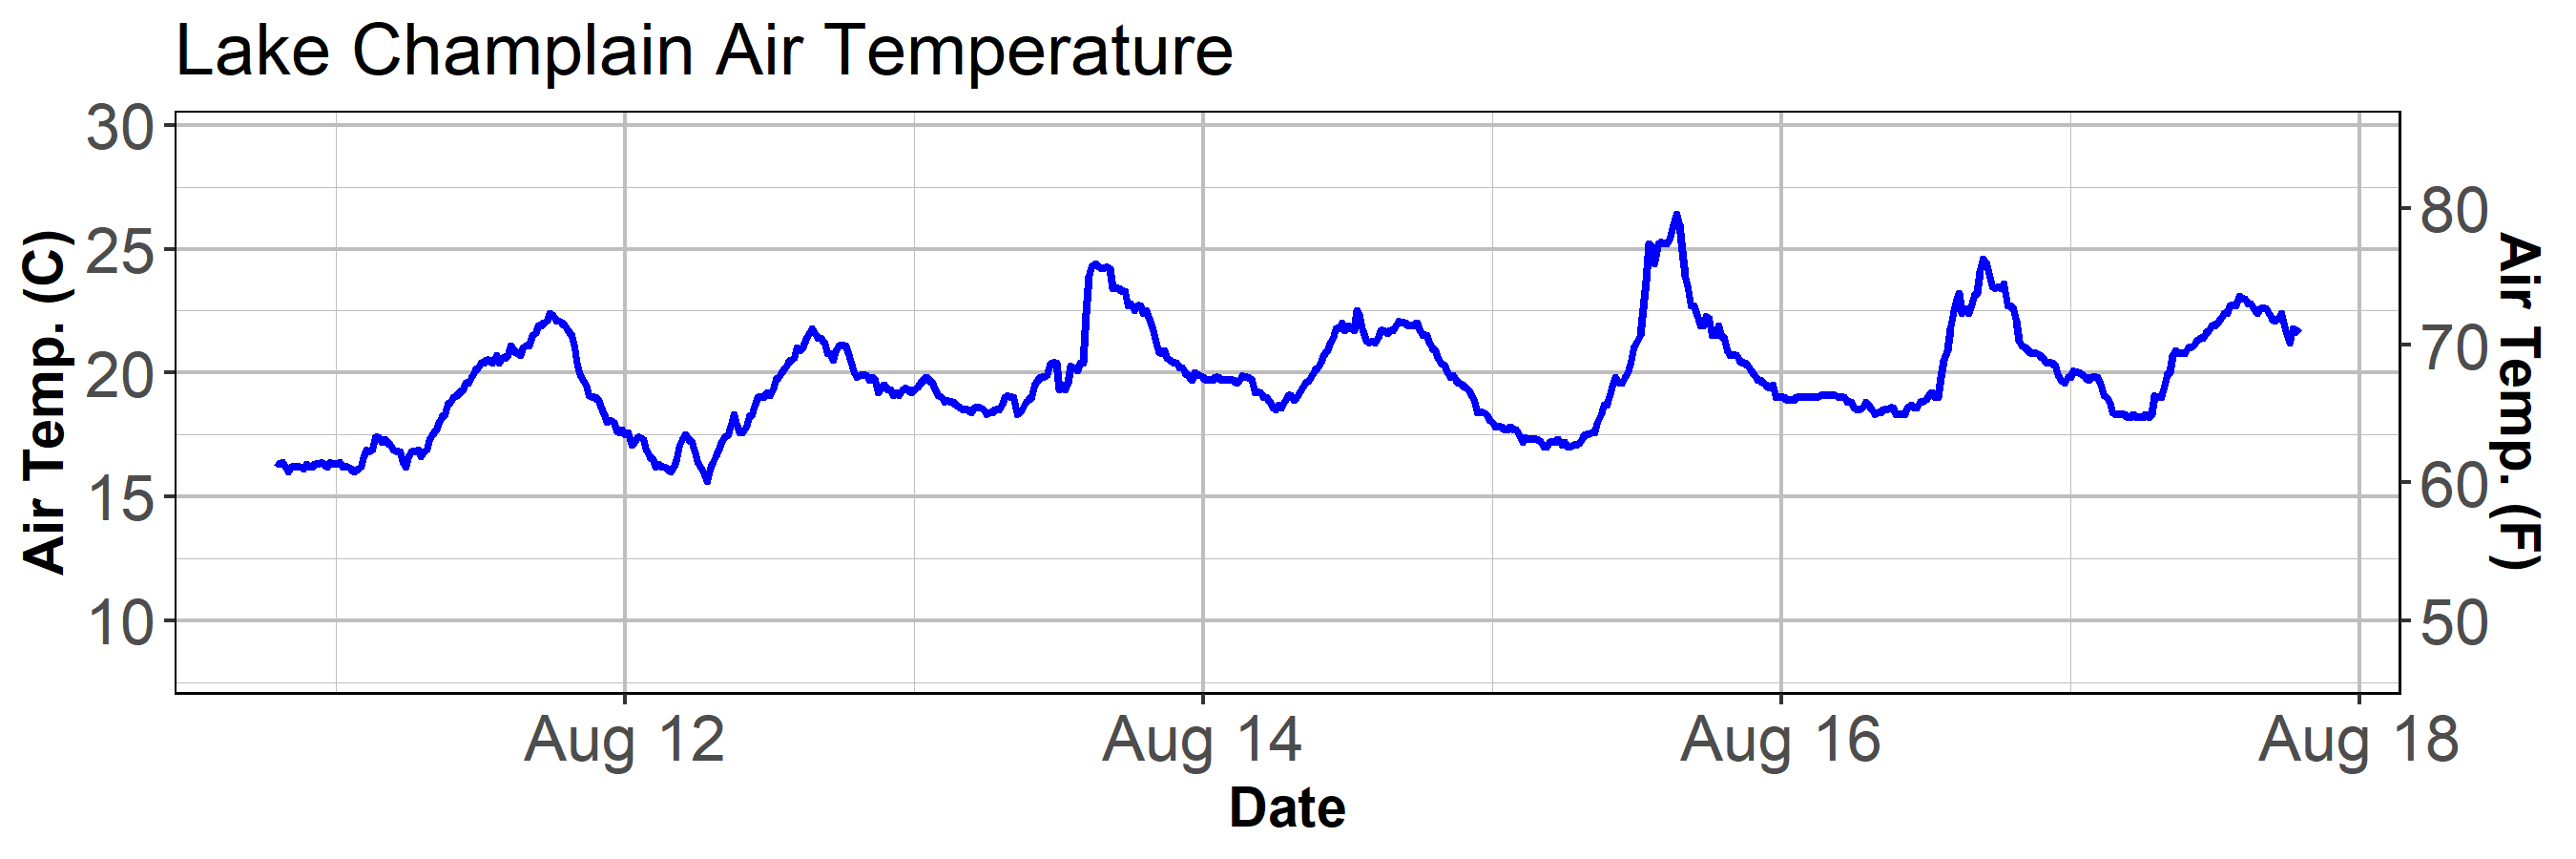 Lake Champlain Air Temperature
Air Temp. (C)
30
25
20
15
10
80
70
60
50
Air Temp. (F)
Aug 12
Aug 14
Aug 16
Aug 18
Date